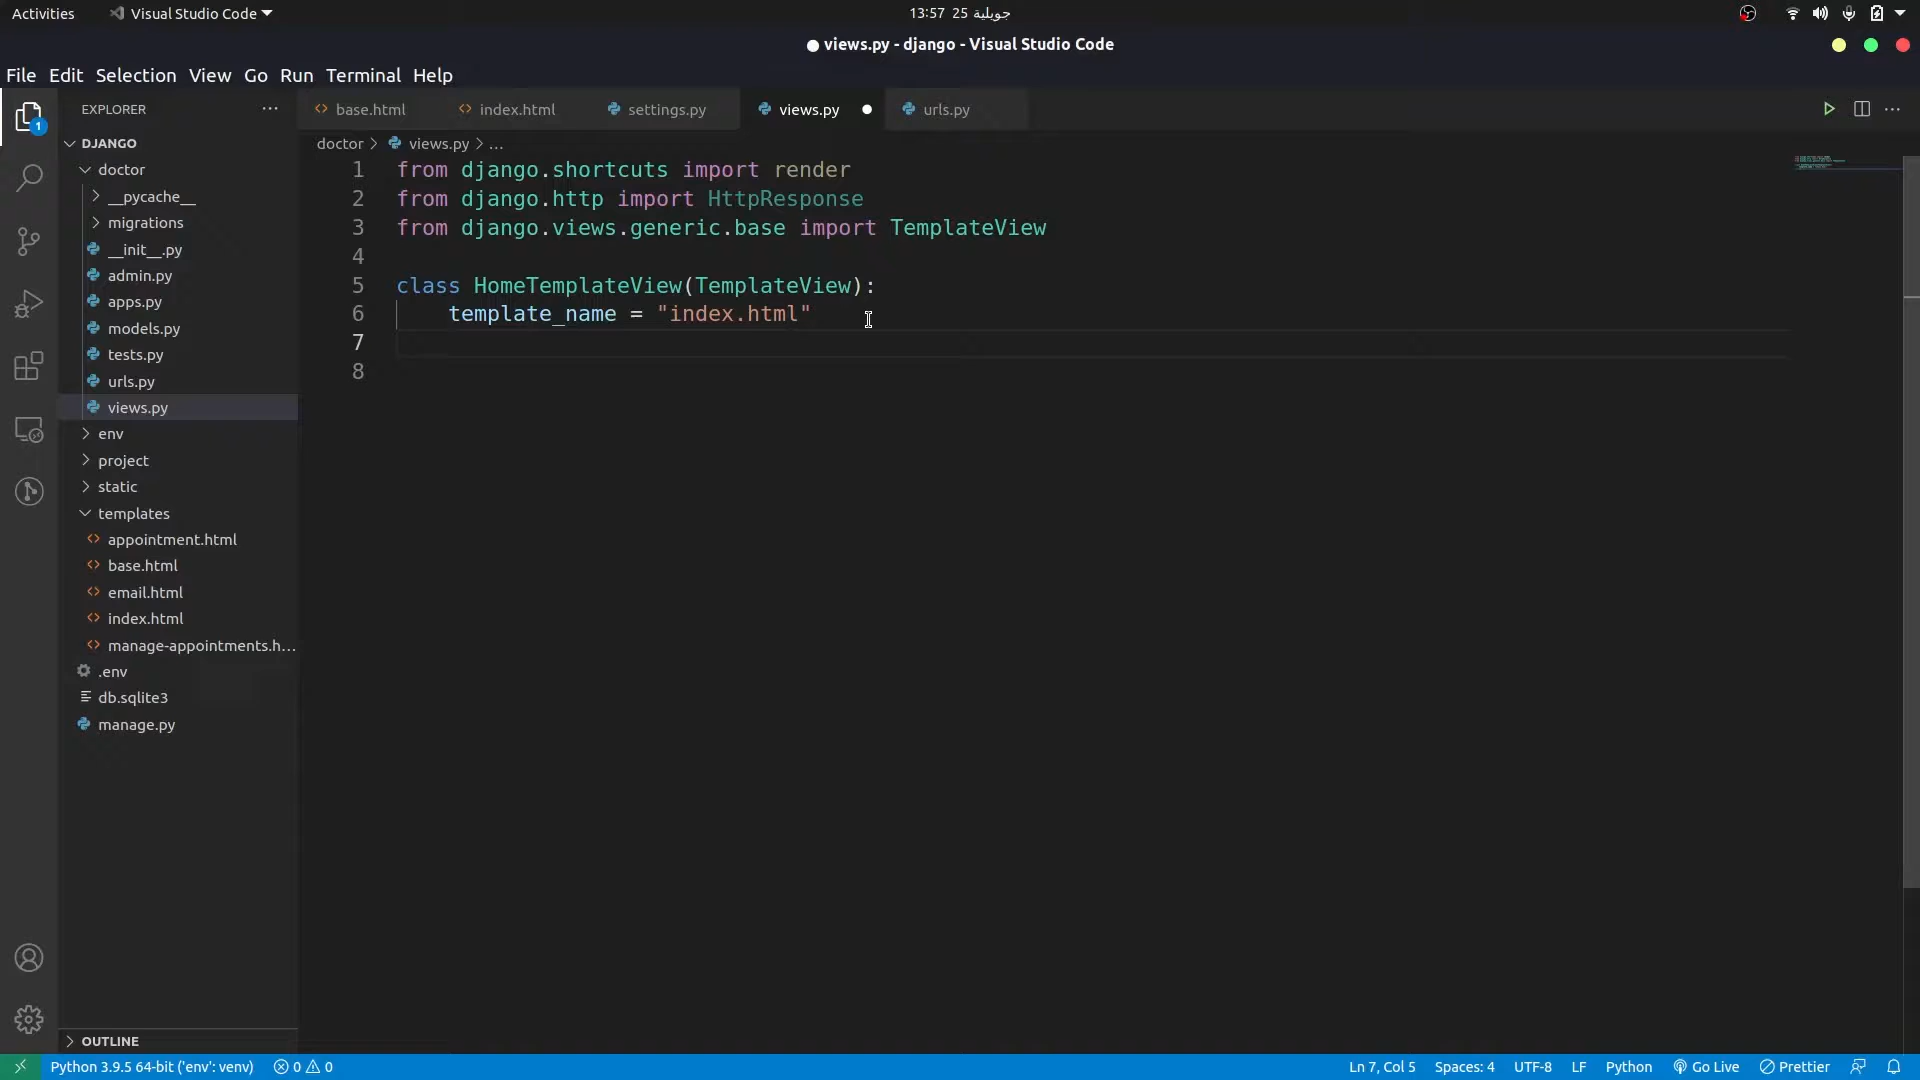 Activities Visual Studio Code 13:57 25 جويلية
views.py - django - Visual Studio Code
File Edit Selection View Go Run Terminal Help
EXPLORER ···
base.html index.html settings.py views.py urls.py
DJANGO
doctor
__pycache__
migrations
__init__.py
admin.py
apps.py
models.py
tests.py
urls.py
views.py
env
project
static
templates
appointment.html
base.html
email.html
index.html
manage-appointments.h...
.env
db.sqlite3
manage.py
OUTLINE
1
doctor > views.py > ...
1 from django.shortcuts import render
2 from django.http import HttpResponse
3 from django.views.generic.base import TemplateView
4
5 class HomeTemplateView(TemplateView):
6 template_name = "index.html"
7
8
Python 3.9.5 64-bit ('env': venv) 0 0 Ln 7, Col 5 Spaces: 4 UTF-8 LF Python Go Live Prettier